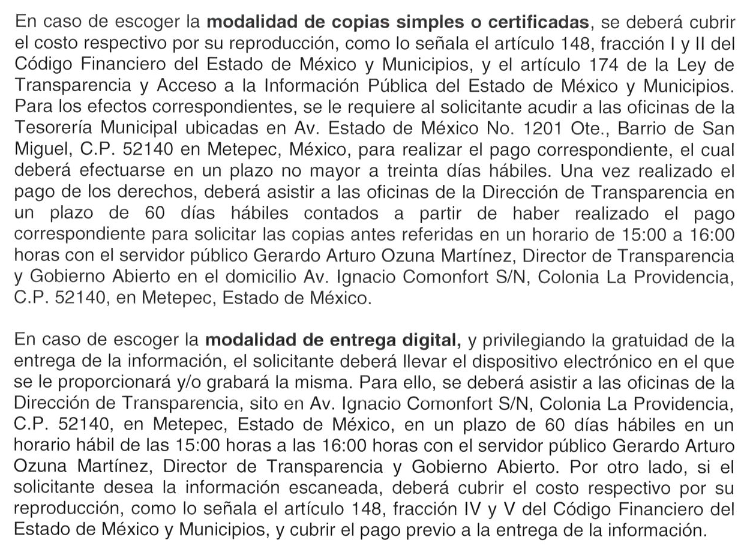 En caso de escoger la modalidad de copias simples o certificadas, se deberá cubrir
el costo respectivo por su reproducción, como lo señala el artículo 148, fracción I y II del
Código Financiero del Estado de México y Municipios, y el artículo 174 de la Ley de
Transparencia y Acceso a la Información Pública del Estado de México y Municipios.
Para los efectos correspondientes, se le requiere al solicitante acudir a las oficinas de la
Tesorería Municipal ubicadas en Av. Estado de México No. 1201 Ote., Barrio de San
Miguel, C.P. 52140 en Metepec, México, para realizar el pago correspondiente, el cual
deberá efectuarse en un plazo no mayor a treinta días hábiles. Una vez realizado el
pago de los derechos, deberá asistir a las oficinas de la Dirección de Transparencia en
un plazo de 60 días hábiles contados a partir de haber realizado el pago
correspondiente para solicitar las copias antes referidas en un horario de 15:00 a 16:00
horas con el servidor público Gerardo Arturo Ozuna Martínez, Director de Transparencia
y Gobierno Abierto en el domicilio Av. Ignacio Comonfort S/N, Colonia La Providencia,
C.P. 52140, en Metepec, Estado de México.
En caso de escoger la modalidad de entrega digital, y privilegiando la gratuidad de la
entrega de la información, el solicitante deberá llevar el dispositivo electrónico en el que
se le proporcionará y/o grabará la misma. Para ello, se deberá asistir a las oficinas de la
Dirección de Transparencia, sito en Av. Ignacio Comonfort S/N, Colonia La Providencia,
C.P. 52140, en Metepec, Estado de México, en un plazo de 60 días hábiles en un
horario hábil de las 15:00 horas a las 16:00 horas con el servidor público Gerardo Arturo
Ozuna Martínez, Director de Transparencia y Gobierno Abierto. Por otro lado, si el
solicitante desea la información escaneada, deberá cubrir el costo respectivo por su
reproducción, como lo señala el artículo 148, fracción IV y V del Código Financiero del
Estado de México y Municipios, y cubrir el pago previo a la entrega de la información.